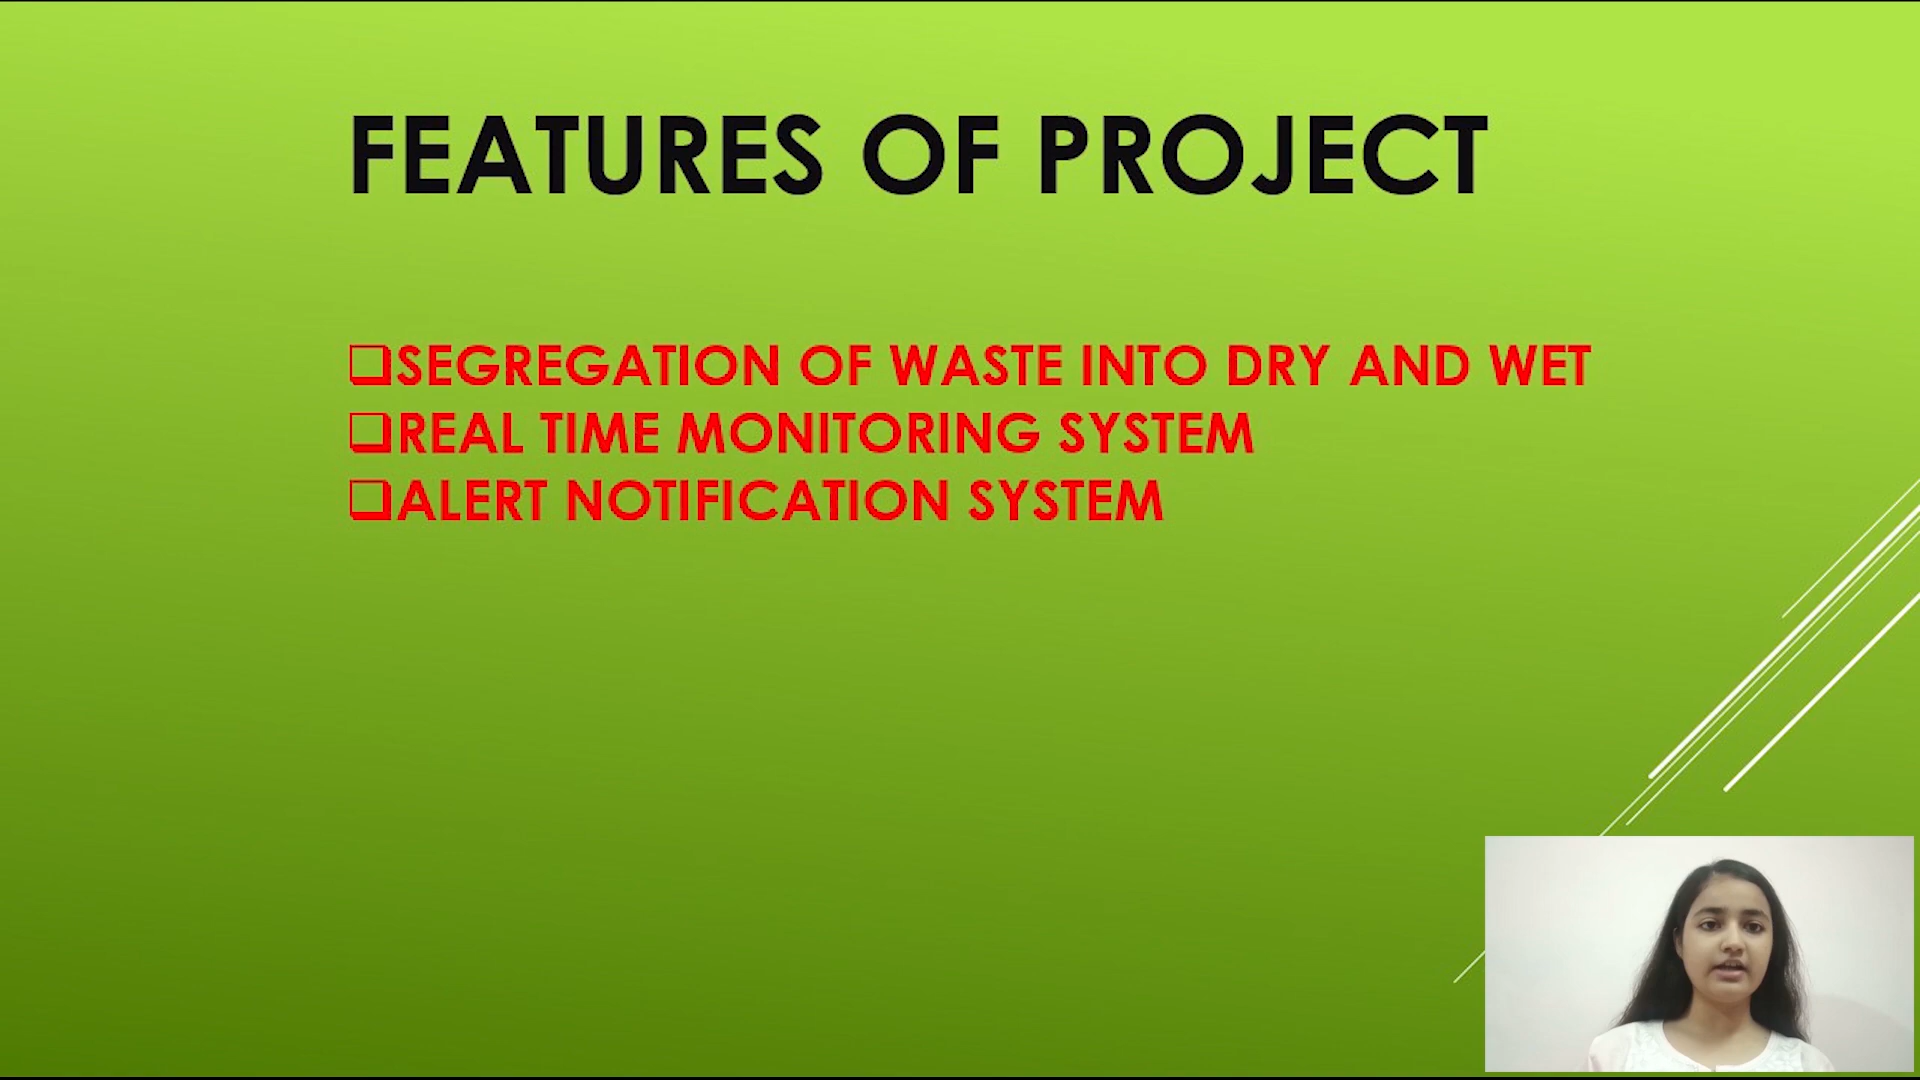 FEATURES OF PROJECT
❑SEGREGATION OF WASTE INTO DRY AND WET
❑REAL TIME MONITORING SYSTEM
❑ALERT NOTIFICATION SYSTEM